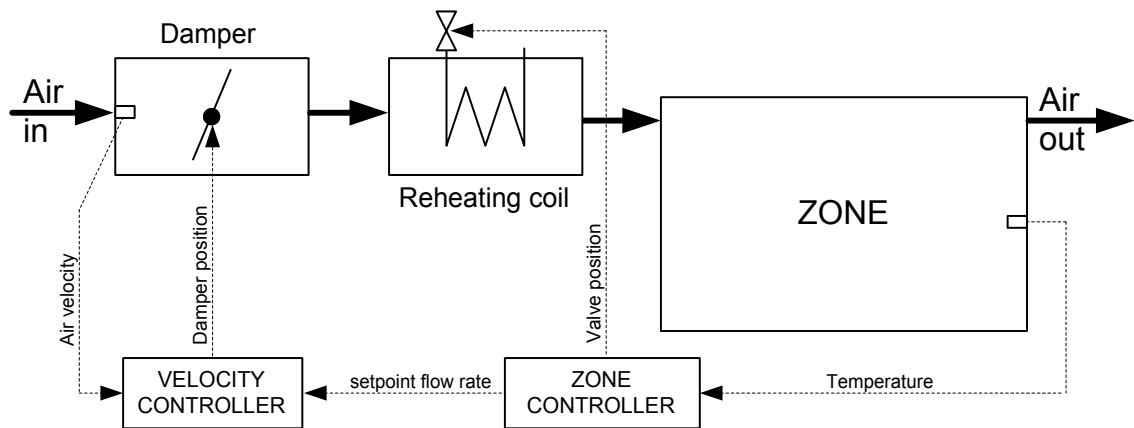 Damper
Air
in
Reheating coil
Air
out
ZONE
Air velocity
Damper position
Valve position
VELOCITY
CONTROLLER
setpoint flow rate
ZONE
CONTROLLER
Temperature